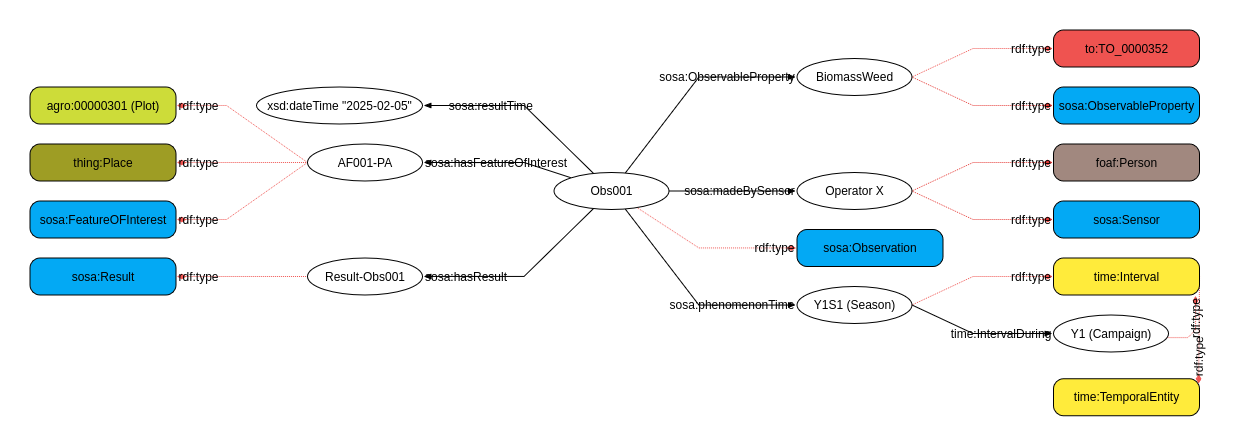 to:TO_0000352
rdf:type
sosa:ObservableProperty
BiomassWeed
rdf:type
sosa:ObservableProperty
agro:00000301 (Plot)
rdf:type
xsd:dateTime "2025-02-05"
sosa:resultTime
thing:Place
rdf:type
AF001-PA
sosa:hasFeatureOfInterest
rdf:type
foaf:Person
Obs001
sosa:madeBySensor
Operator X
sosa:FeatureOFInterest
rdf:type
rdf:type
sosa:Sensor
rdf:type
sosa:Observation
sosa:Result
rdf:type
Result-Obs001
sosa:hasResult
rdf:type
time:Interval
sosa:phenomenonTime
Y1S1 (Season)
time:IntervalDuring
Y1 (Campaign)
rdf:type
rdf:type
time:TemporalEntity